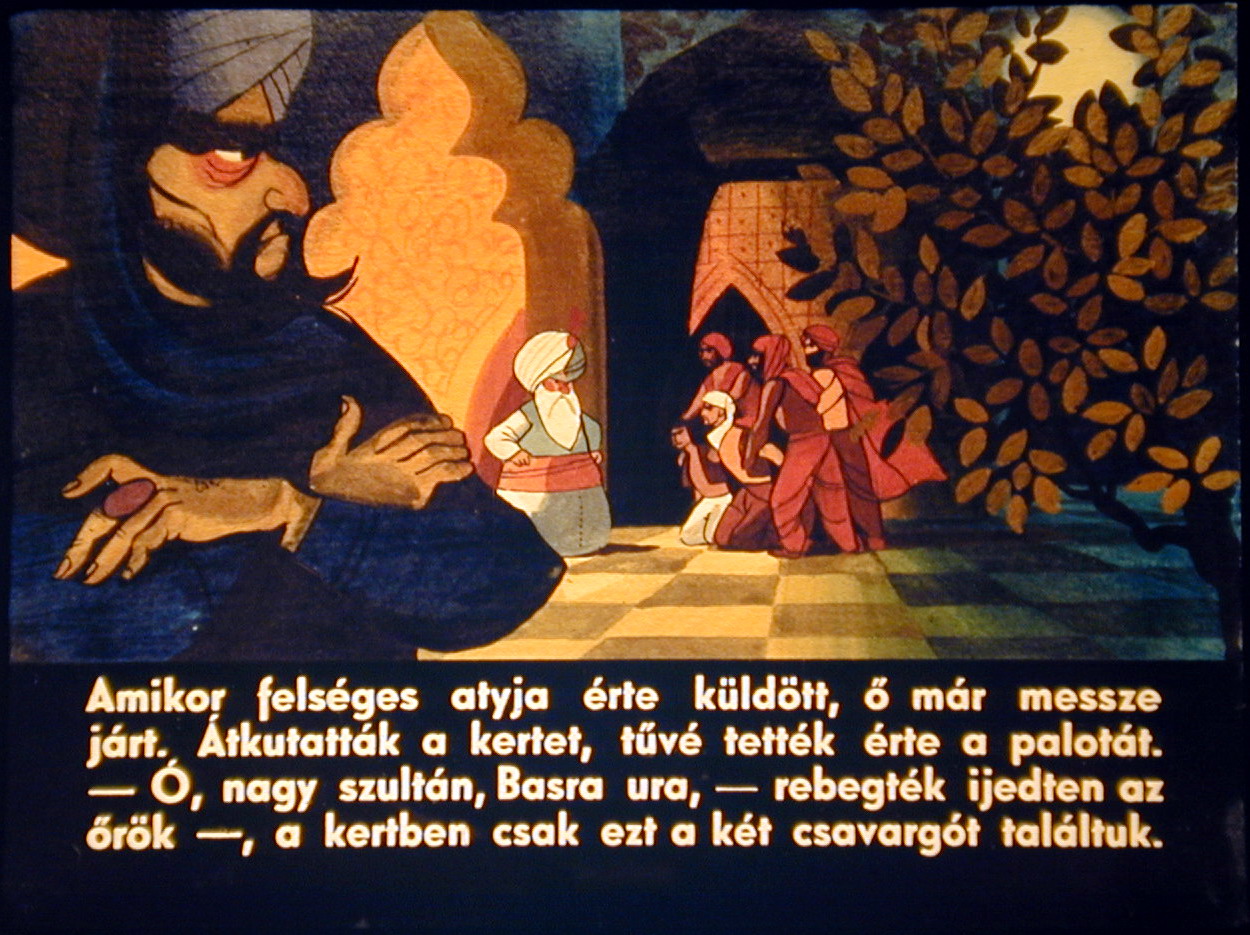 Amikor felséges atyja érte küldött, ő már messze
járt. Átkutatták a kertet, tűvé tették érte a palotát.
— Ó, nagy szultán, Basra ura, — rebegték ijedten az
őrök —, a kertben csak ezt a két csavargót találtuk.